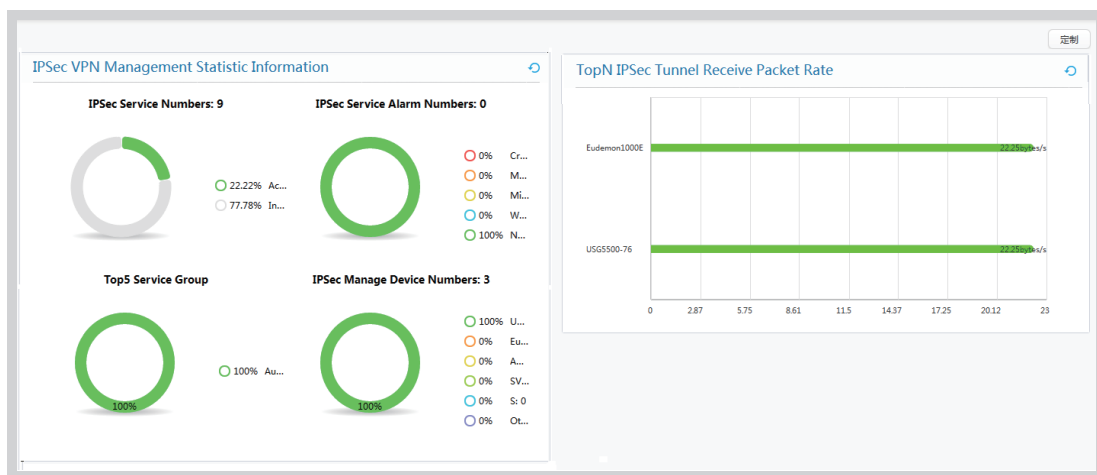 定制
IPSec VPN Management Statistic Information
IPSec Service Numbers: 9
IPSec Service Alarm Numbers: 0
22.22% Ac...
77.78% In...
0% Cr...
0% M...
0% Mi...
0% W...
100% N...
Top5 Service Group
IPSec Manage Device Numbers: 3
100%
100% Au...
100%
100% U...
0% Eu...
0% A...
0% SV...
0% S: 0
0% Ot...
TopN IPSec Tunnel Receive Packet Rate
Eudemon1000E
22.25bytes/s
USG5500-76
22.25bytes/s
0 2.87 5.75 8.61 11.5 14.37 17.25 20.12 23